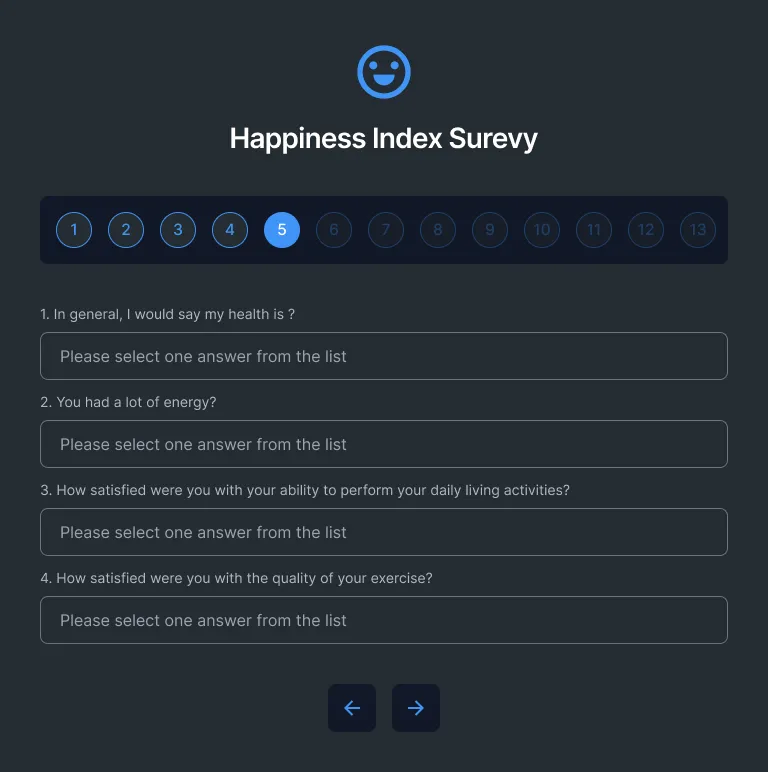 Happiness Index Surevy
1 2 3 4 5 6 7 8 9 10 11 12 13
1. In general, I would say my health is ?
Please select one answer from the list
2. You had a lot of energy?
Please select one answer from the list
3. How satisfied were you with your ability to perform your daily living activities?
Please select one answer from the list
4. How satisfied were you with the quality of your exercise?
Please select one answer from the list